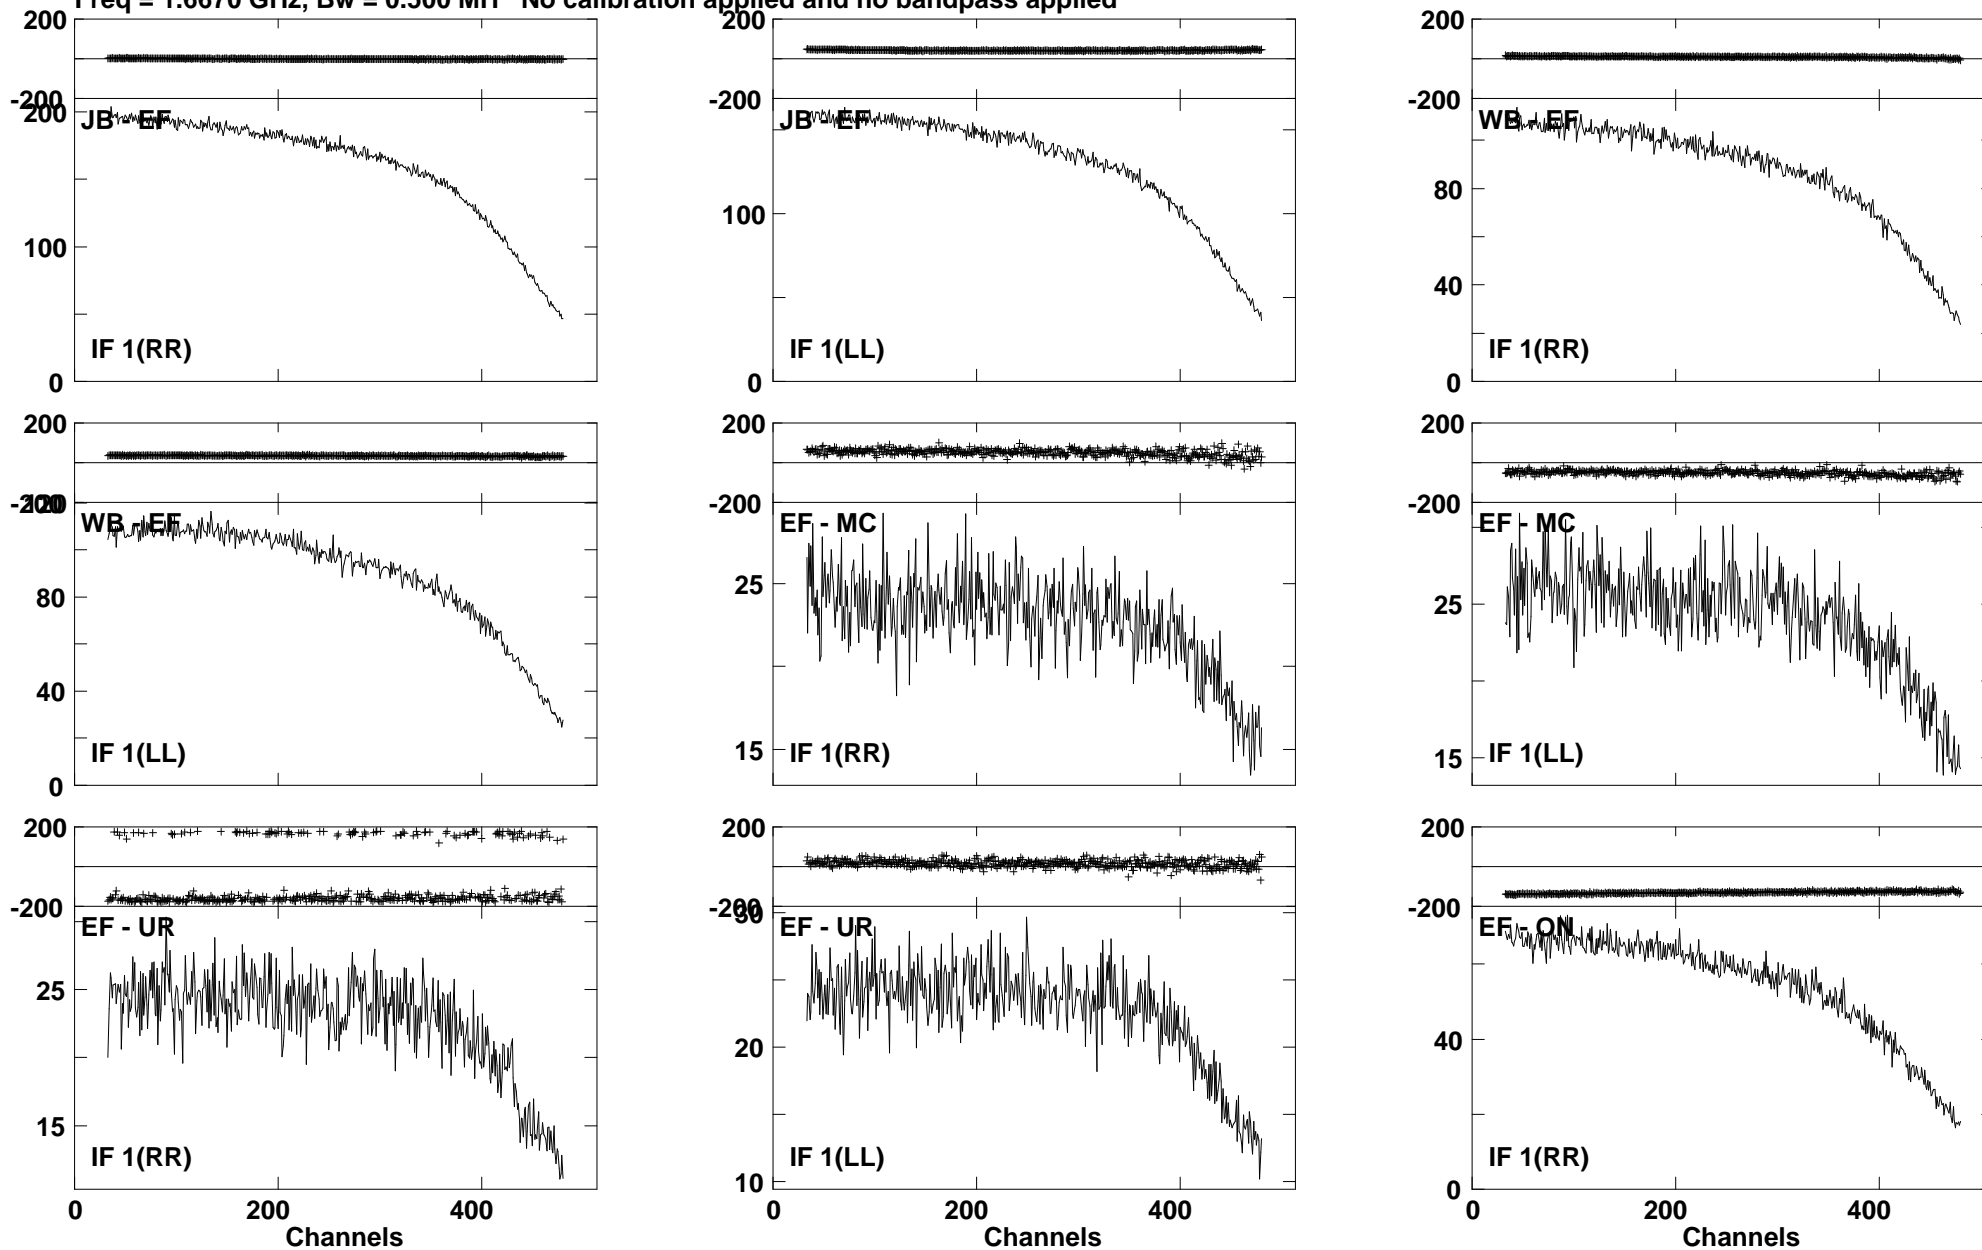 Freq = 1.6670 GHz, Bw = 0.500 MH No calibration applied and no bandpass applied
200
-200
200
100
0
JB - EF
IF 1(RR)
200
-200
100
0
JB - EF
IF 1(LL)
200
-200
80
40
0
WB - EF
IF 1(RR)
200
-200
120
80
40
0
WB - EF
IF 1(LL)
200
-200
25
15
EF - MC
IF 1(RR)
200
-200
25
15
EF - MC
IF 1(LL)
200
-200
25
15
EF - UR
IF 1(RR)
0 200 400
Channels
200
-200
30
20
10
EF - UR
IF 1(LL)
0 200 400
Channels
200
-200
40
0
EF - ON
IF 1(RR)
0 200 400
Channels